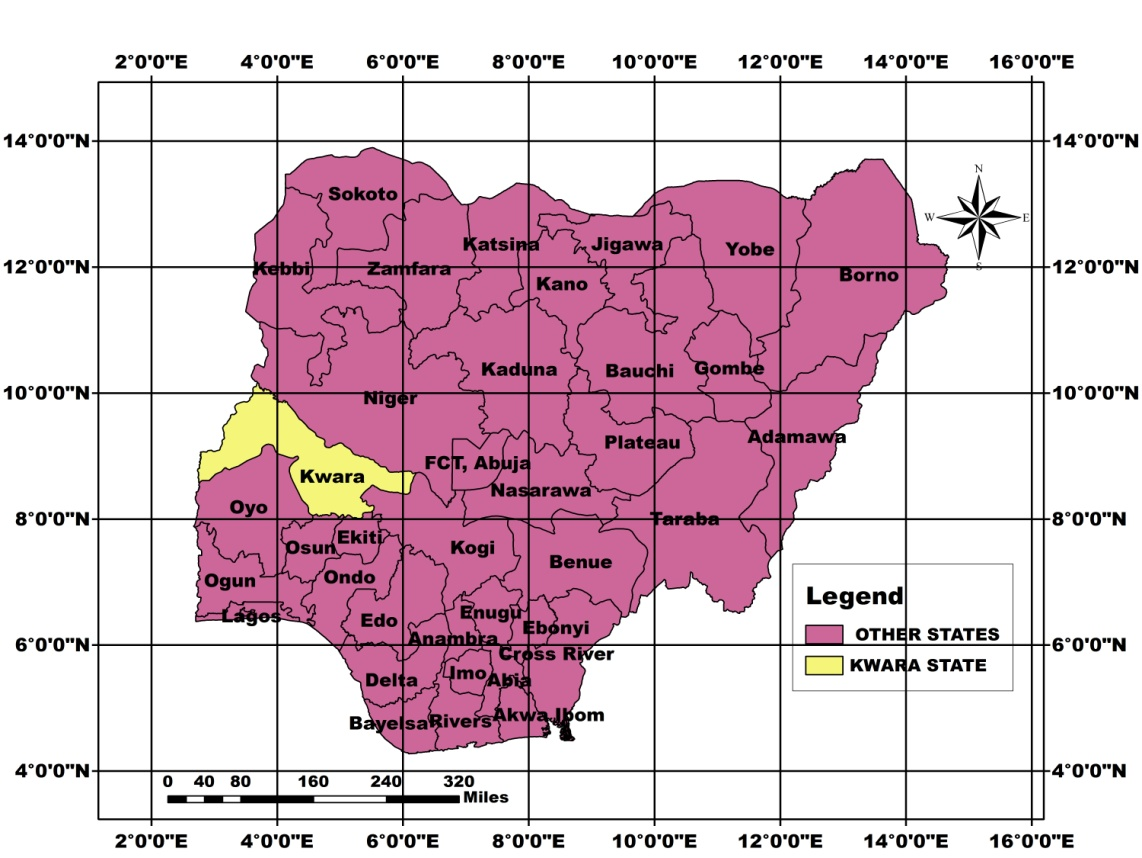 2°0'0"E 4°0'0"E 6°0'0"E 8°0'0"E 10°0'0"E 12°0'0"E 14°0'0"E 16°0'0"E
14°0'0"N 14°0'0"N
N
W E
S
Sokoto
Katsina Jigawa Yobe
Kebbi Zamfara Borno
12°0'0"N 12°0'0"N
Kano
Kaduna Bauchi Gombe
10°0'0"N 10°0'0"N
Niger
Plateau Adamawa
FCT, Abuja
Kwara Nasarawa
Oyo
8°0'0"N Taraba 8°0'0"N
Osun Ekiti Kogi
Benue
Ogun Ondo
Legend
Lagos Edo Enugu
Ebonyi
Anambra
OTHER STATES
6°0'0"N 6°0'0"N
Cross River
KWARA STATE
Delta Imo Abia
Bayelsa Rivers Akwa Ibom
4°0'0"N 4°0'0"N
0 40 80 160 240 320
Miles
2°0'0"E 4°0'0"E 6°0'0"E 8°0'0"E 10°0'0"E 12°0'0"E 14°0'0"E 16°0'0"E